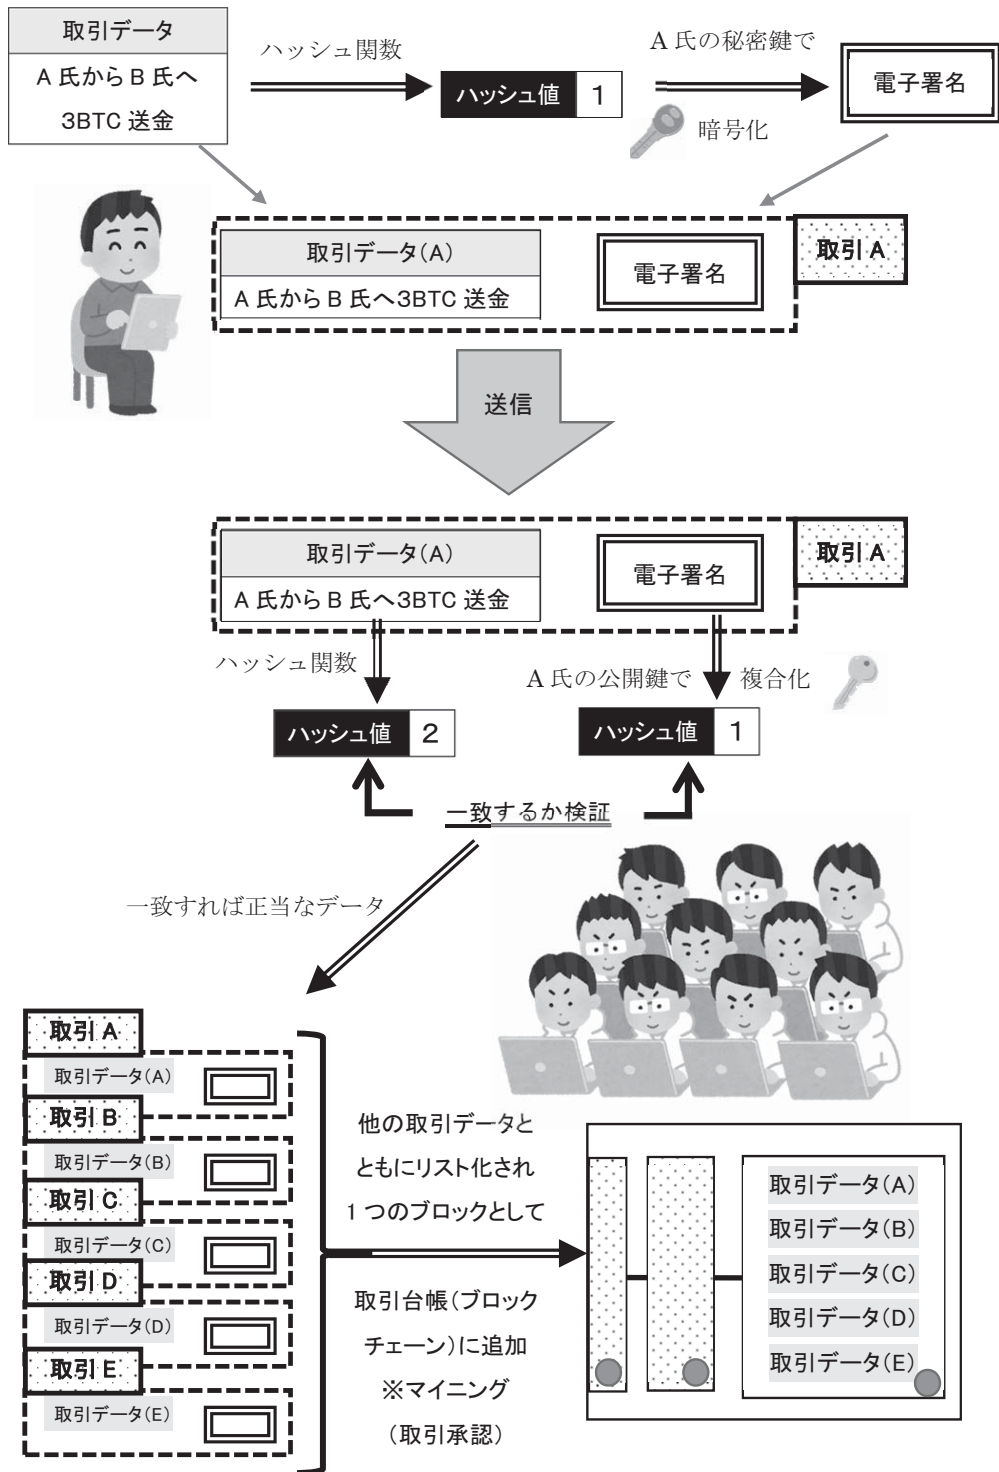 取引データ
A 氏から B 氏へ
3BTC 送金
ハッシュ関数
ハッシュ値 1
A 氏の秘密鍵で
暗号化
電子署名
取引 A
取引データ(A)
A 氏から B 氏へ3BTC 送金
電子署名
送信
取引 A
取引データ(A)
A 氏から B 氏へ3BTC 送金
電子署名
ハッシュ関数
A 氏の公開鍵で 複合化
ハッシュ値 2
ハッシュ値 1
一致するか検証
一致すれば正当なデータ
取引 A
取引データ(A)
取引 B
取引データ(B)
取引 C
取引データ(C)
取引 D
取引データ(D)
取引 E
取引データ(E)
他の取引データと
ともにリスト化され
1 つのブロックとして
取引台帳(ブロック
チェーン)に追加
※マイニング
(取引承認)
取引データ(A)
取引データ(B)
取引データ(C)
取引データ(D)
取引データ(E)